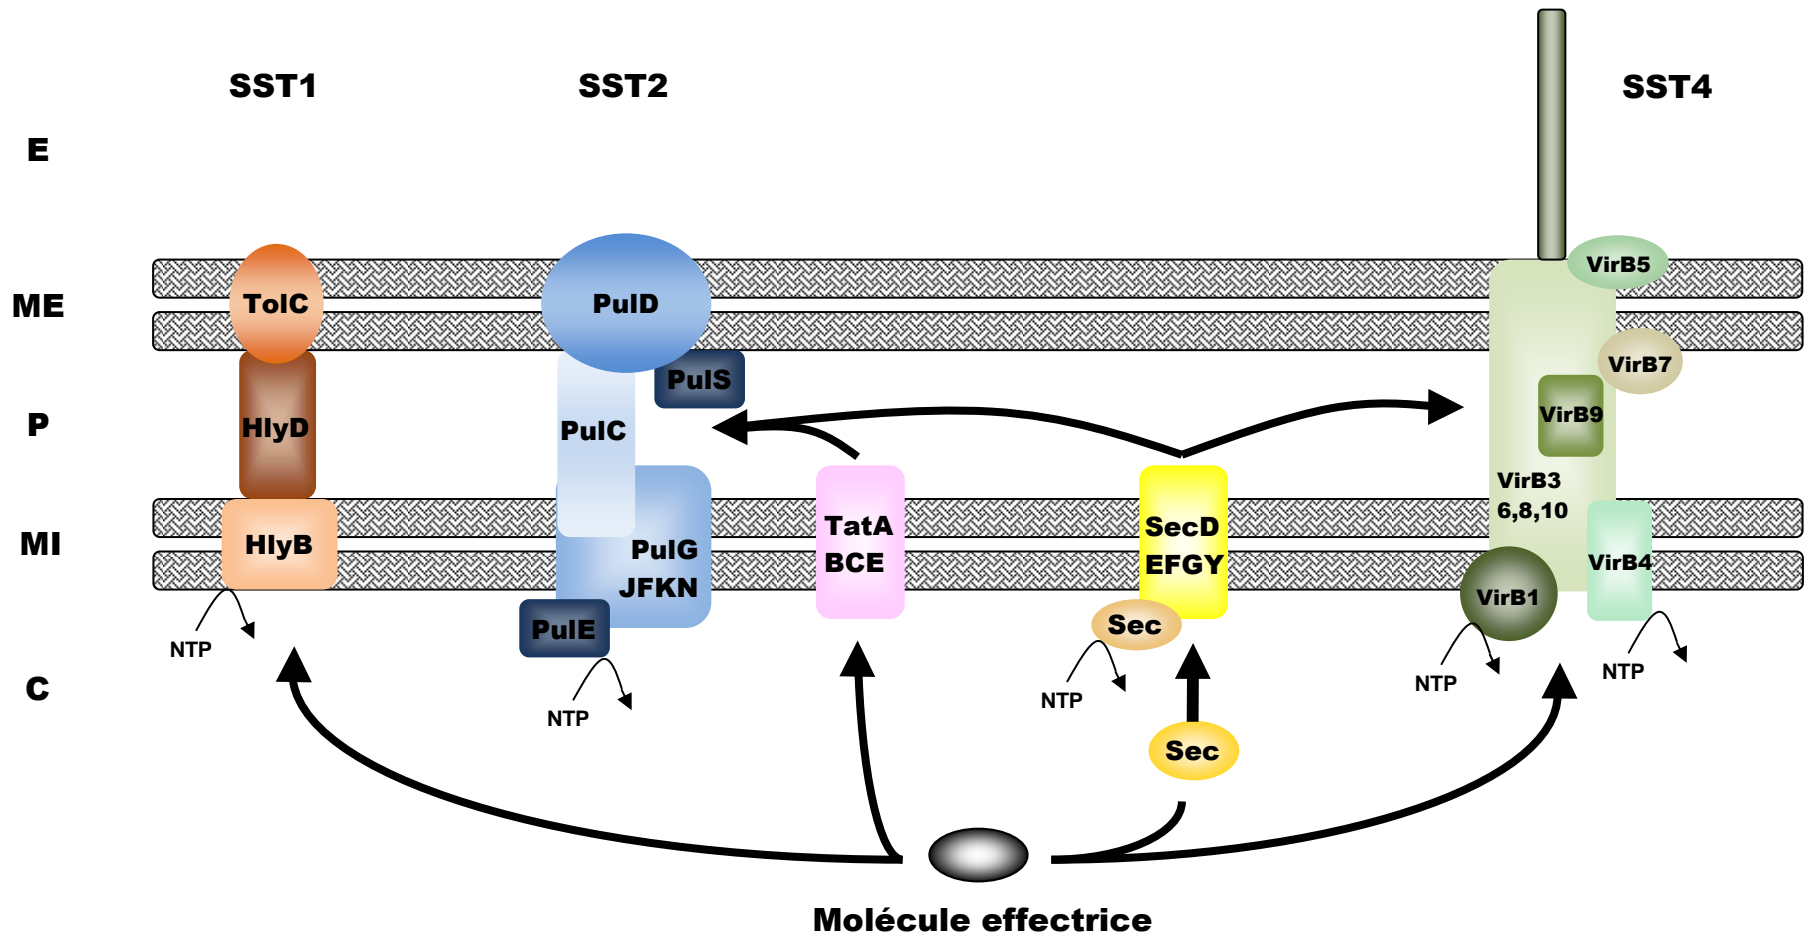 SST1
SST2
SST4
E
ME
TolC
PulD
VirB5
VirB7
PulS
P
HlyD
PulC
VirB9
VirB3
6,8,10
MI
HlyB
PulG
JFKN
TatA
BCE
SecD
EFGY
VirB4
VirB1
PulE
Sec
NTP
NTP
NTP
NTP
NTP
C
Sec
Molécule effectrice